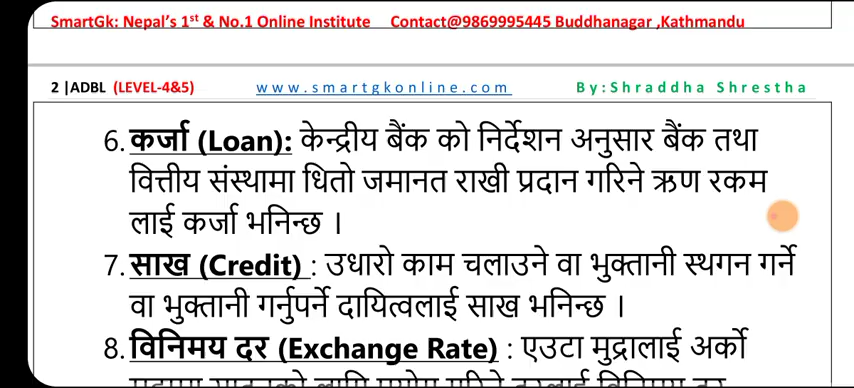 SmartGk: Nepal's 1st & No.1 Online Institute Contact@9869995445 Buddhanagar ,Kathmandu
2 |ADBL (LEVEL-4&5) www.smartgkonline.com By:Shraddha Shrestha
6. कर्जा (Loan): केन्द्रीय बैंक को निर्देशन अनुसार बैंक तथा
वित्तीय संस्थामा धितो जमानत राखी प्रदान गरिने ऋण रकम
लाई कर्जा भनिन्छ ।
7. साख (Credit) : उधारो काम चलाउने वा भुक्तानी स्थगन गर्ने
वा भुक्तानी गर्नुपर्ने दायित्वलाई साख भनिन्छ ।
8. विनिमय दर (Exchange Rate) : एउटा मुद्रालाई अर्को